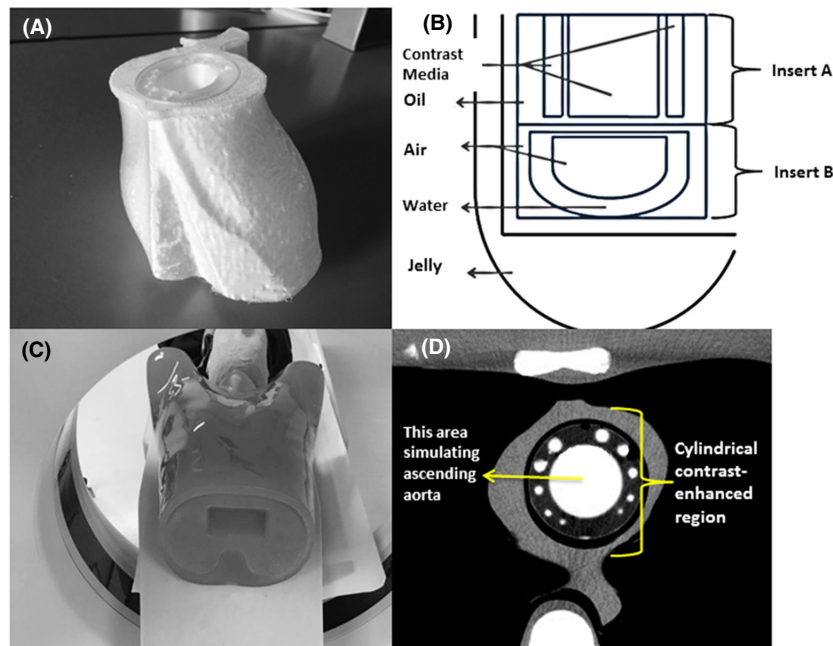 (A)
(B)
Contrast
Media
Oil
Air
Water
Jelly
Insert A
Insert B
(C)
(D)
This area
simulating
ascending
aorta
Cylindrical
contrast-
enhanced
region